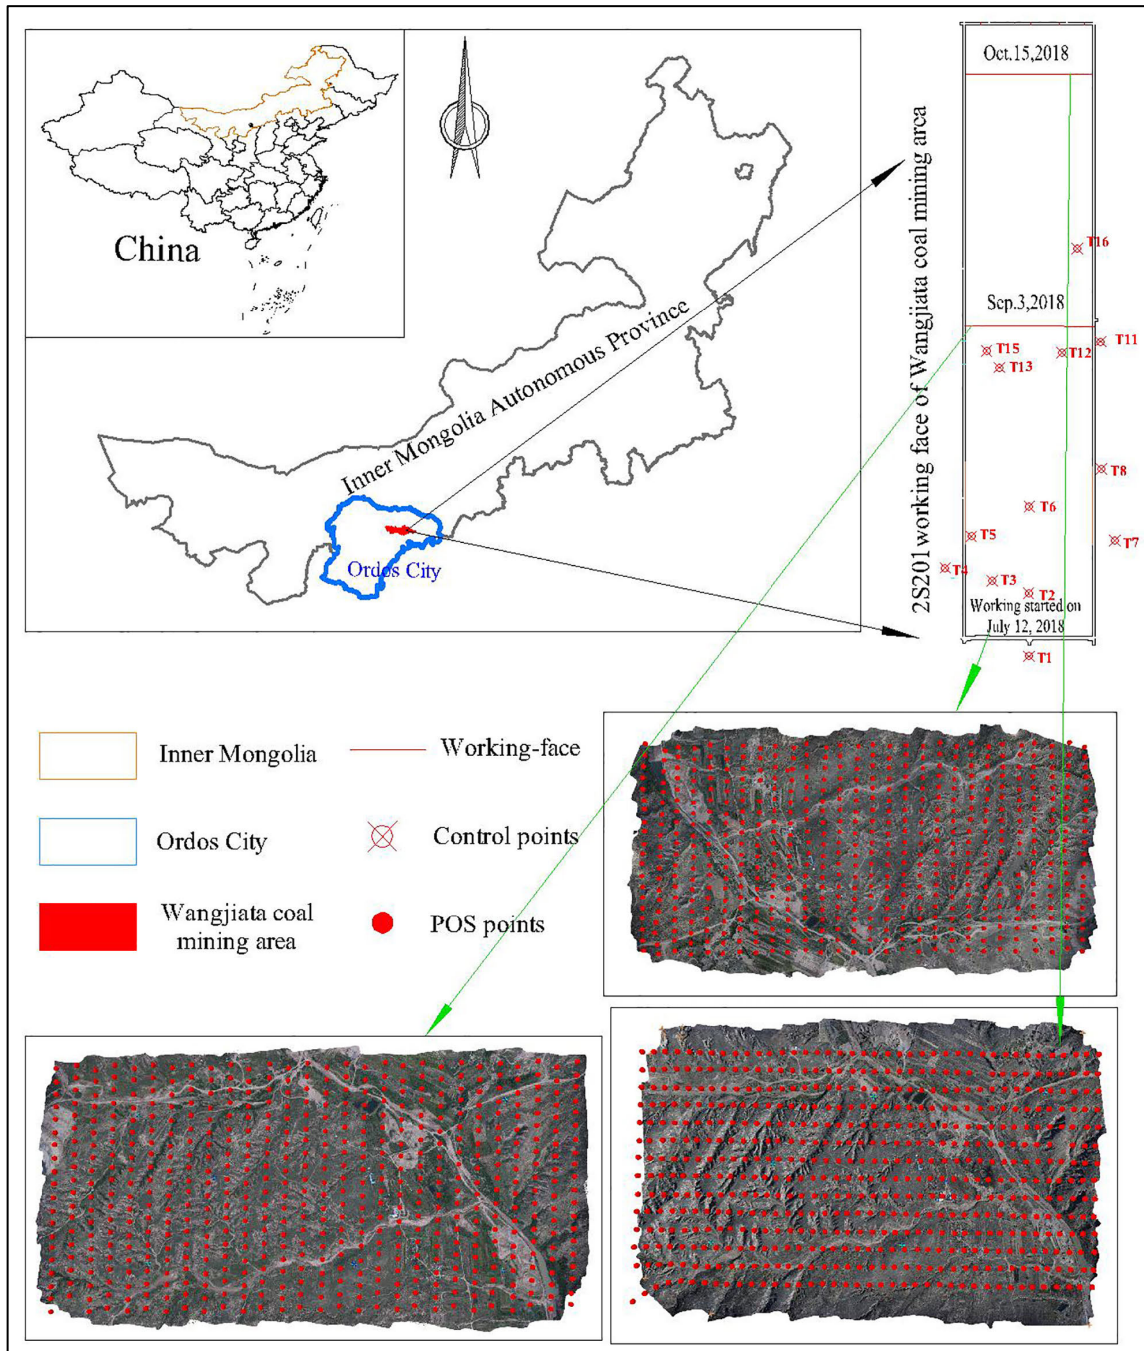 China
Inner Mongolia Autonomous Province
Ordos City
2S201working face of Wangjiata coal mining area
Oct.15,2018
T16
Sep.3,2018
T11
T15
T12
T13
T8
T6
T5
T7
T4
T3
T2
Working started on
July 12, 2018
T1
Inner Mongolia
Working-face
Ordos City
Control points
Wangjiata coal
mining area
POS points